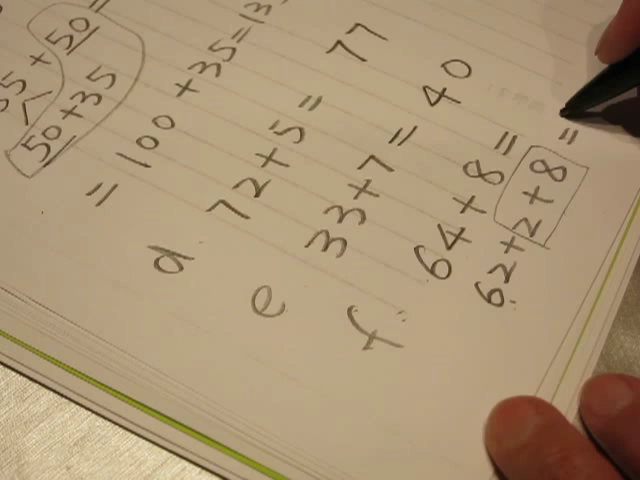 35 + 50 =
50 + 35
= 100 + 35 = 13
d 72 + 5 = 77
e 33 + 7 = 40
f 64 + 8 =
62 + 2 + 8 =